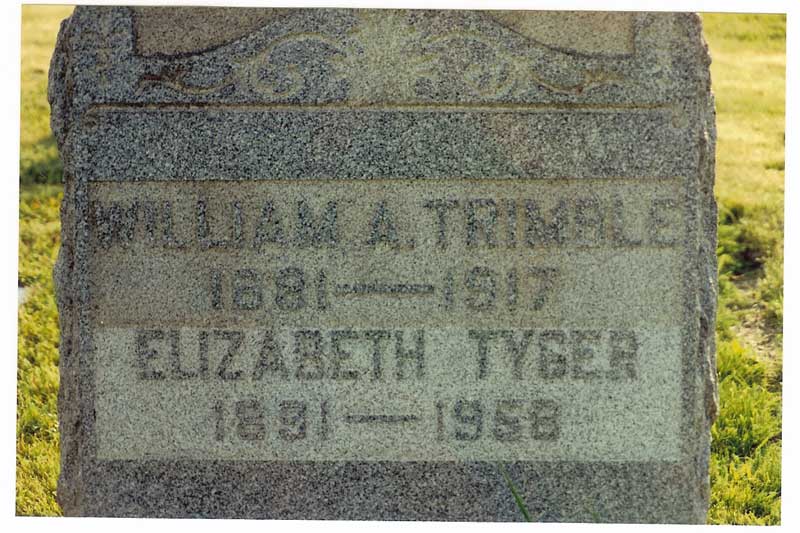 WILLIAM A. TRIMBLE
1881—1917
ELIZABETH TYGER
1891—1958